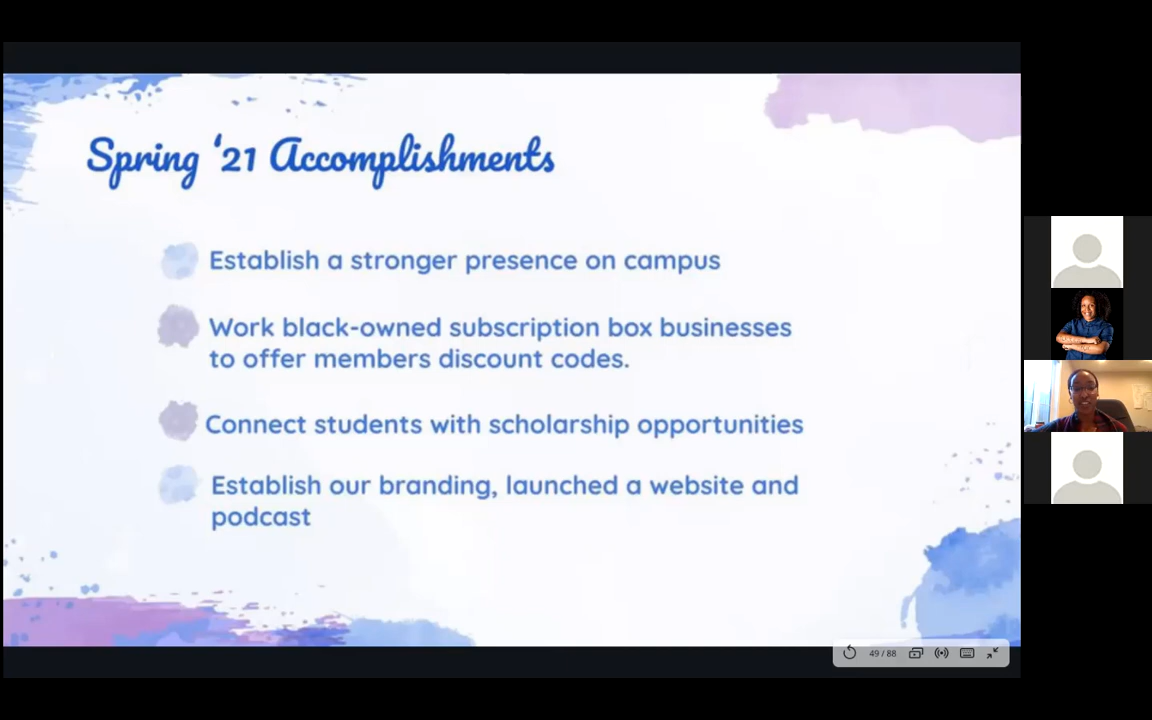 Spring ‘21 Accomplishments
Establish a stronger presence on campus
Work black-owned subscription box businesses
to offer members discount codes.
Connect students with scholarship opportunities
Establish our branding, launched a website and
podcast
49 / 88